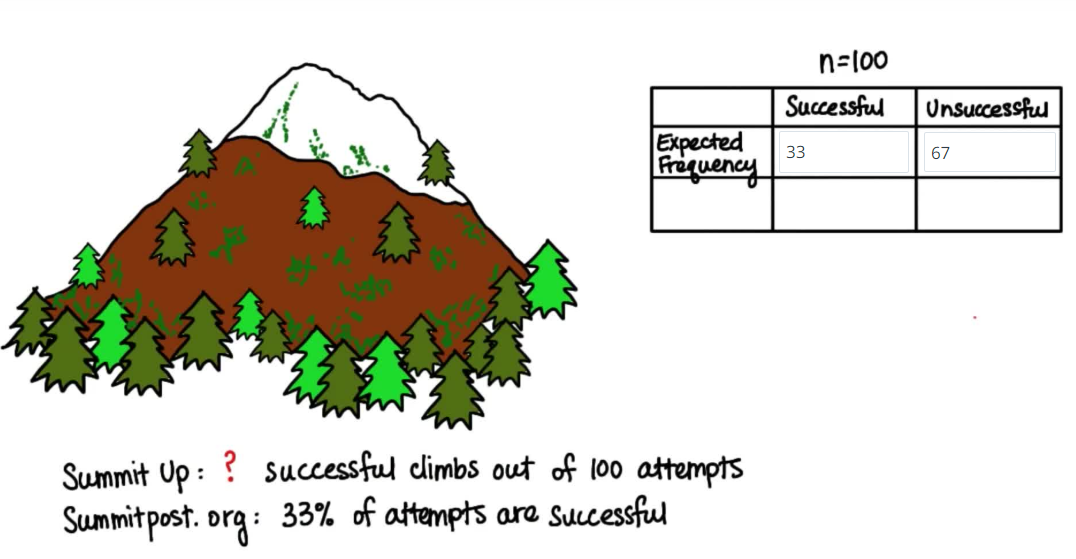 n=100
Successful Unsuccessful
Expected
Frequency 33 67
Summit Up: ? successful climbs out of 100 attempts
Summitpost.org: 33% of attempts are successful